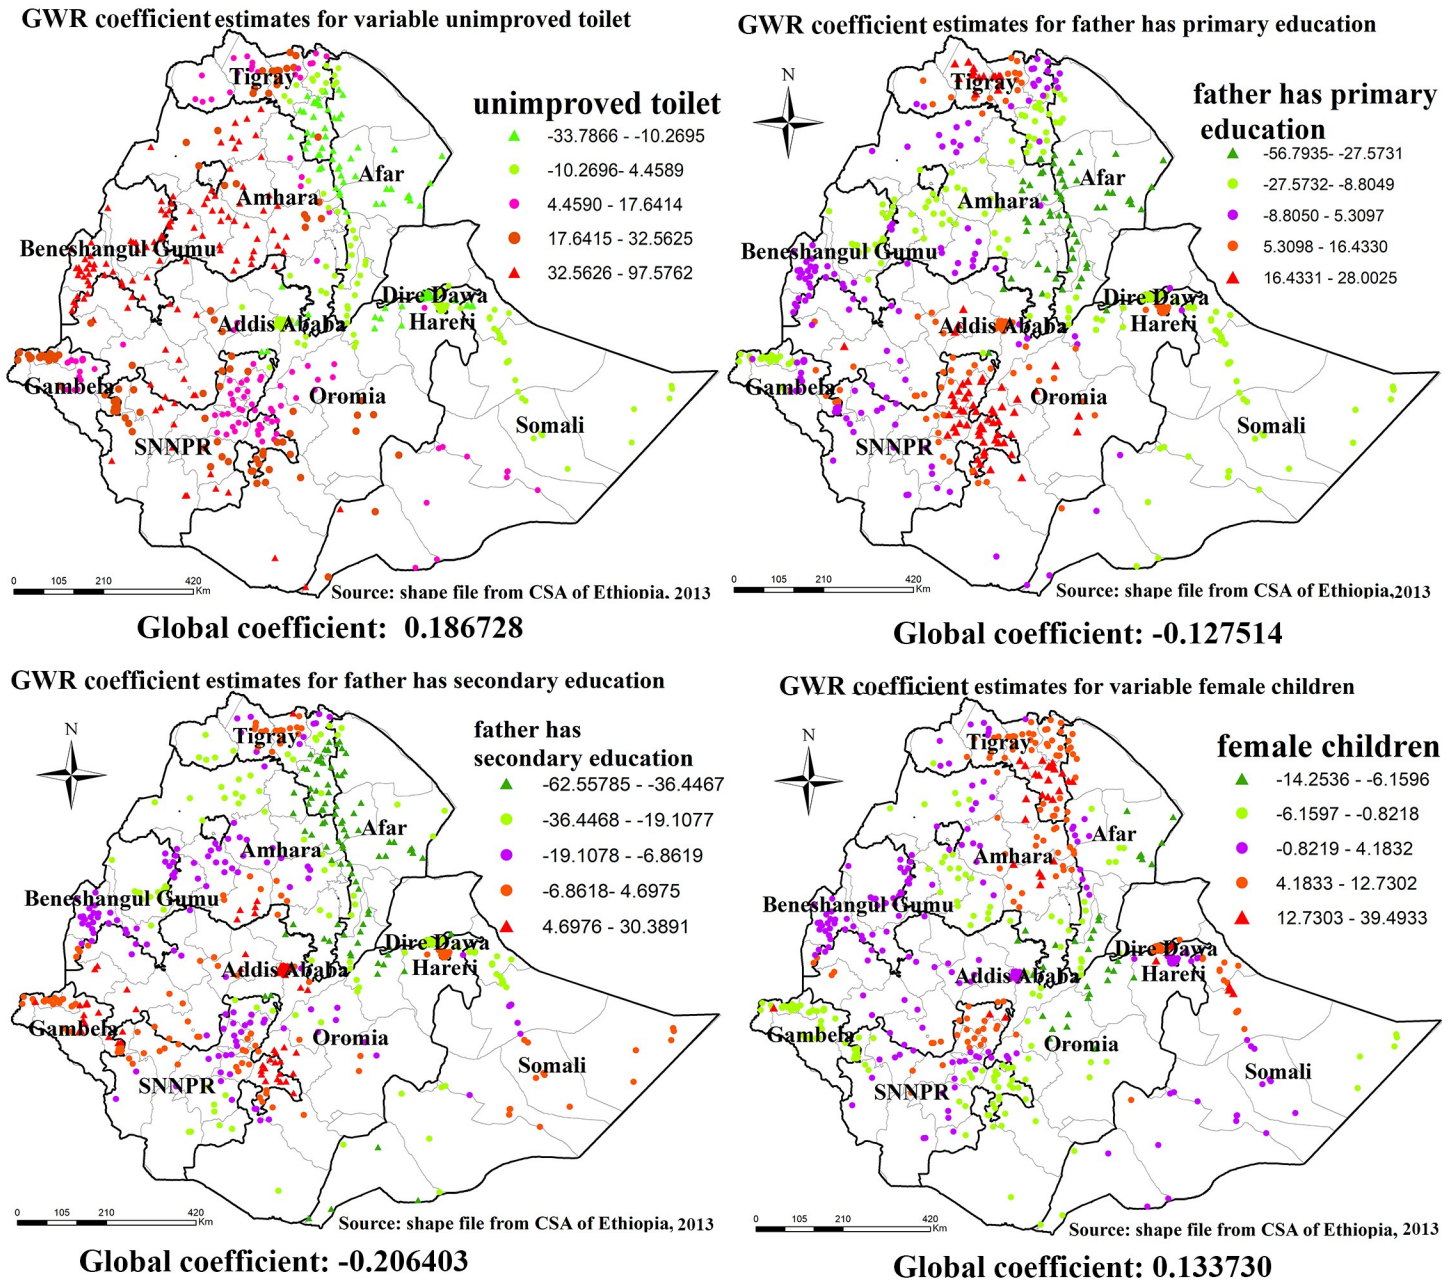 GWR coefficient estimates for variable unimproved toilet
unimproved toilet
-33.7866 - -10.2695
-10.2696- 4.4589
4.4590 - 17.6414
17.6415 - 32.5625
32.5626 - 97.5762
Tigray
Afar
Amhara
Beneshangul Gumu
Dire Dawa
Addis Ababa
Hareri
Gambela
Oromia
Somali
SNNPR
0 105 210 420
Km
Source: shape file from CSA of Ethiopia, 2013
Global coefficient: 0.186728
GWR coefficient estimates for father has primary education
N
father has primary
education
-56.7935- -27.5731
-27.5732- -8.8049
-8.8050 - 5.3097
5.3098 - 16.4330
16.4331 - 28.0025
Tigray
Afar
Amhara
Beneshangul Gumu
Dire Dawa
Addis Ababa
Hareri
Gambela
Oromia
Somali
SNNPR
0 105 210 420
Km
Source: shape file from CSA of Ethiopia,2013
Global coefficient: -0.127514
GWR coefficient estimates for father has secondary education
N
father has
secondary education
-62.55785 - -36.4467
-36.4468 - -19.1077
-19.1078 - -6.8619
-6.8618- 4.6975
4.69976 - 30.3891
Tigray
Afar
Amhara
Beneshangul Gumu
Dire Dawa
Addis Ababa
Hareri
Gambela
Oromia
Somali
SNNPR
0 105 210 420
Km
Source: shape file from CSA of Ethiopia, 2013
Global coefficient: -0.206403
GWR coefficient estimates for variable female children
N
female children
-14.2536 - -6.1596
-6.1597 - -0.8218
-0.8219 - 4.1832
4.1833 - 12.7302
12.7303 - 39.4933
Tigray
Afar
Amhara
Beneshangul Gumu
Dire Dawa
Addis Ababa
Hareri
Gambela
Oromia
Somali
SNNPR
0 105 210 420
Km
Source: shape file from CSA of Ethiopia, 2013
Global coefficient: 0.133730